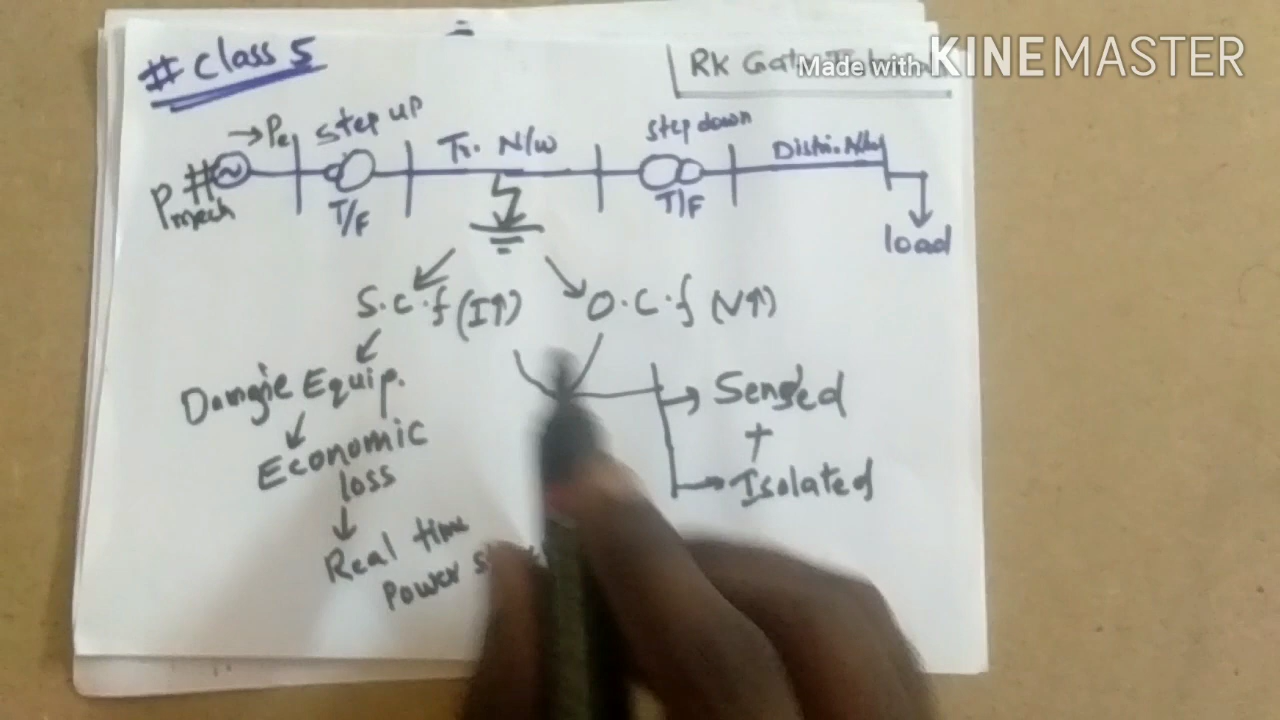 # Class 5
RK Gate
Made with KINEMASTER
→Pe
Step up
Tr. N/W
step down
Distri.
Pmech
T/F
T/F
load
S.C.f (I↑)
O.C.f (V↑)
Equip.
Economic
loss
Real time
Power
Sensed
+
Isolated